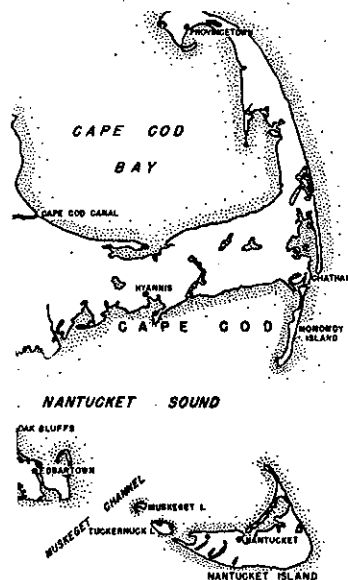 PROVINCETOWN
CAPE COD
BAY
CAPE COD CANAL
CHATHAM
HYANNIS
CAPE COD
MONOMOY
ISLAND
NANTUCKET SOUND
OAK BLUFFS
EDGARTOWN
MUSKEGET CHANNEL
MUSKEGET I.
TUCKERNUCK I.
NANTUCKET
NANTUCKET ISLAND